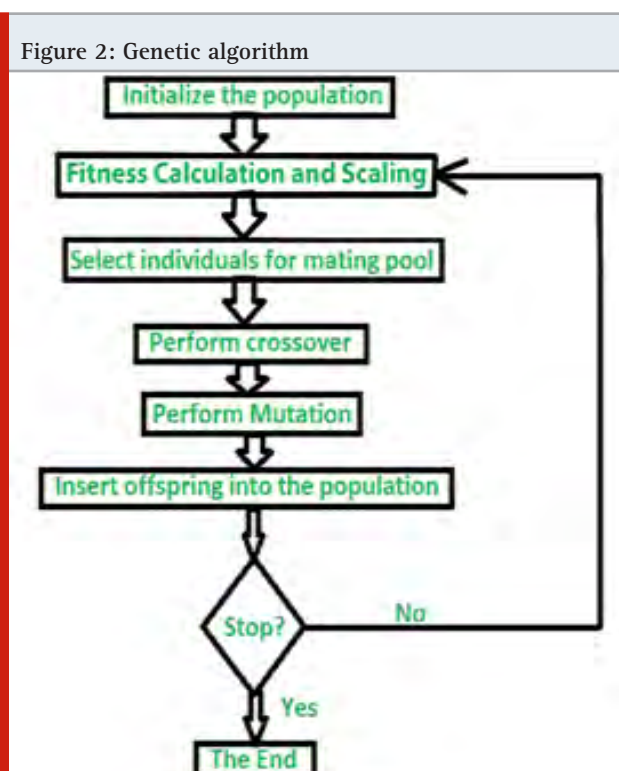 Figure 2: Genetic algorithm
Initialize the population
Fitness Calculation and Scaling
Select individuals for mating pool
Perform crossover
Perform Mutation
Insert offspring into the population
Stop?
No
Yes
The End